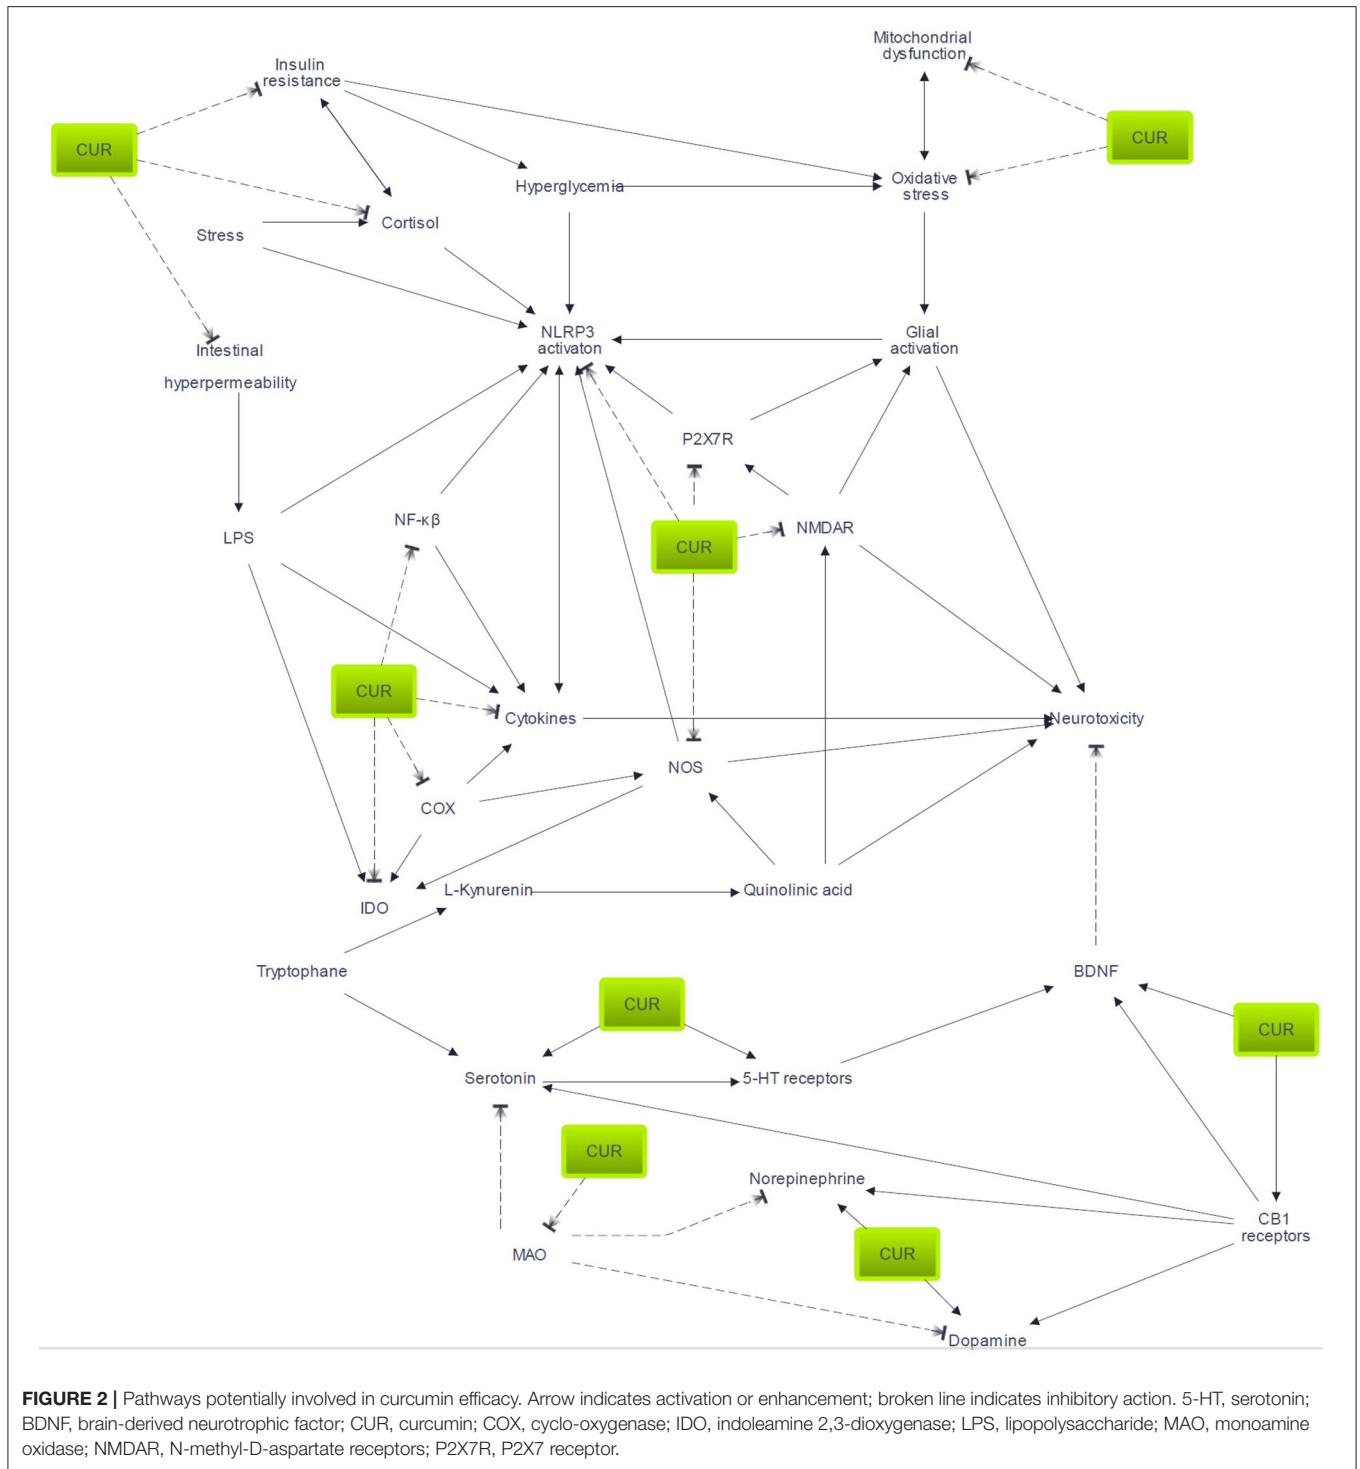 Mitochondrial
dysfunction
Insulin
resistance
CUR
CUR
Oxidative
stress
Hyperglycemia
Cortisol
Stress
NLRP3
activaton
Glial
activation
Intestinal
hyperpermeability
P2X7R
NF-κβ
NMDAR
LPS
CUR
CUR
Cytokines
Neurotoxicity
NOS
COX
L-Kynurenin
Quinolinic acid
IDO
Tryptophane
BDNF
CUR
CUR
Serotonin
5-HT receptors
CUR
Norepinephrine
CB1
receptors
MAO
CUR
Dopamine
FIGURE 2 | Pathways potentially involved in curcumin efficacy. Arrow indicates activation or enhancement; broken line indicates inhibitory action. 5-HT, serotonin;
BDNF, brain-derived neurotrophic factor; CUR, curcumin; COX, cyclo-oxygenase; IDO, indoleamine 2,3-dioxygenase; LPS, lipopolysaccharide; MAO, monoamine
oxidase; NMDAR, N-methyl-D-aspartate receptors; P2X7R, P2X7 receptor.